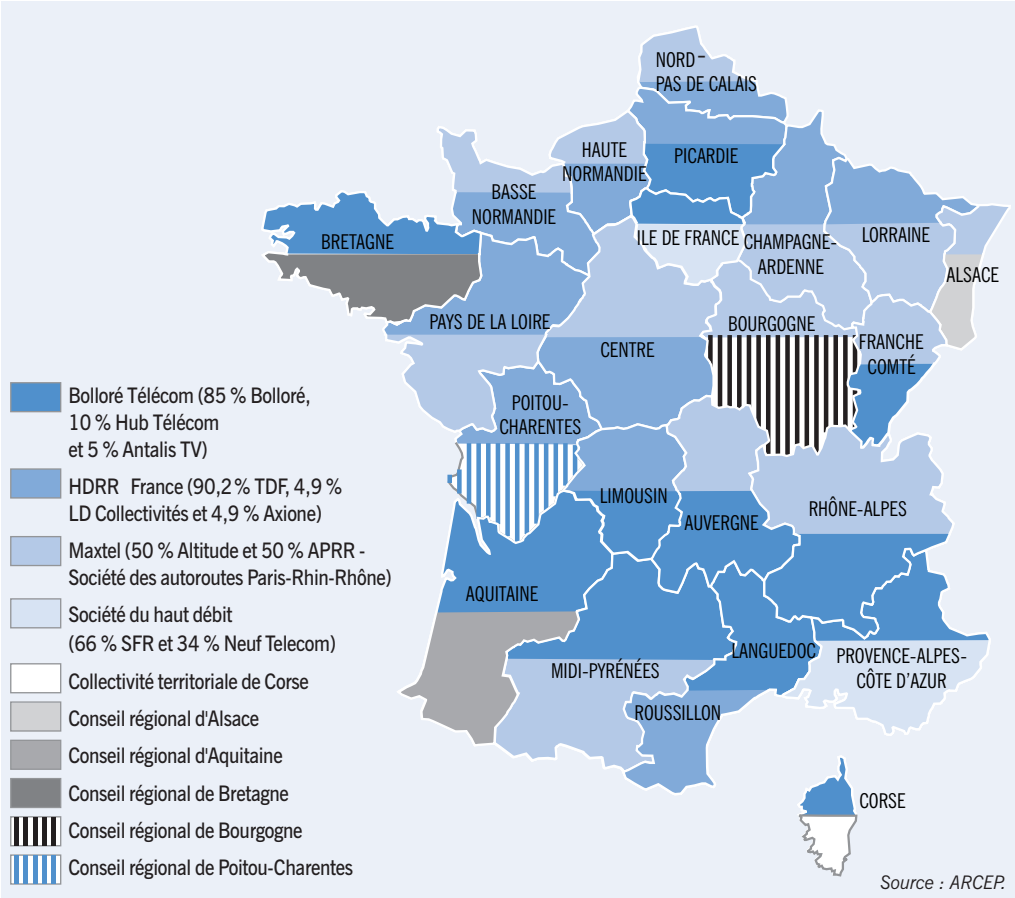 NORD-
PAS DE CALAIS
HAUTE
NORMANDIE
PICARDIE
BASSE
NORMANDIE
BRETAGNE
ILE DE FRANCE
CHAMPAGNE-
ARDENNE
LORRAINE
ALSACE
PAYS DE LA LOIRE
CENTRE
BOURGOGNE
FRANCHE
COMTÉ
POITOU-
CHARENTES
LIMOUSIN
AUVERGNE
RHÔNE-ALPES
AQUITAINE
MIDI-PYRÉNÉES
LANGUEDOC
ROUSSILLON
PROVENCE-ALPES-
CÔTE D'AZUR
CORSE
Bolloré Télécom (85 % Bolloré,
10 % Hub Télécom
et 5 % Antalis TV)
HDRR France (90,2 % TDF, 4,9 %
LD Collectivités et 4,9 % Axione)
Maxtel (50 % Altitude et 50 % APRR -
Société des autoroutes Paris-Rhin-Rhône)
Société du haut débit
(66 % SFR et 34 % Neuf Telecom)
Collectivité territoriale de Corse
Conseil régional d'Alsace
Conseil régional d'Aquitaine
Conseil régional de Bretagne
Conseil régional de Bourgogne
Conseil régional de Poitou-Charentes
Source : ARCEP.